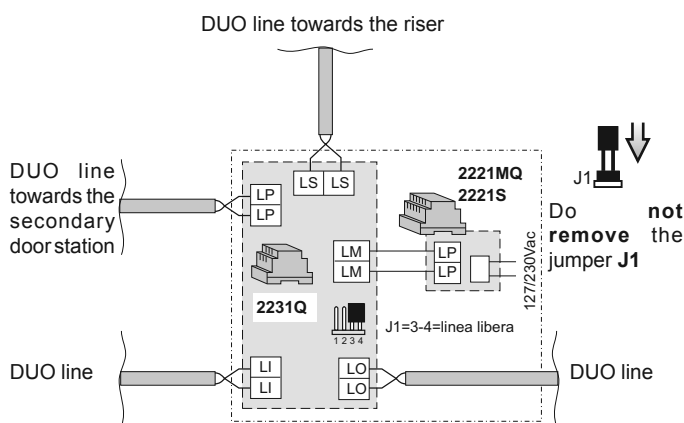 DUO line towards the riser
DUO line
towards the
secondary
door station
LS LS
LP
LP
2221MQ
2221S
LM
LM
LP
LP
127/230Vac
J1
Do not
remove the
jumper J1
2231Q
1 2 3 4
J1=3-4=linea libera
DUO line
LI
LI
LO
LO
DUO line